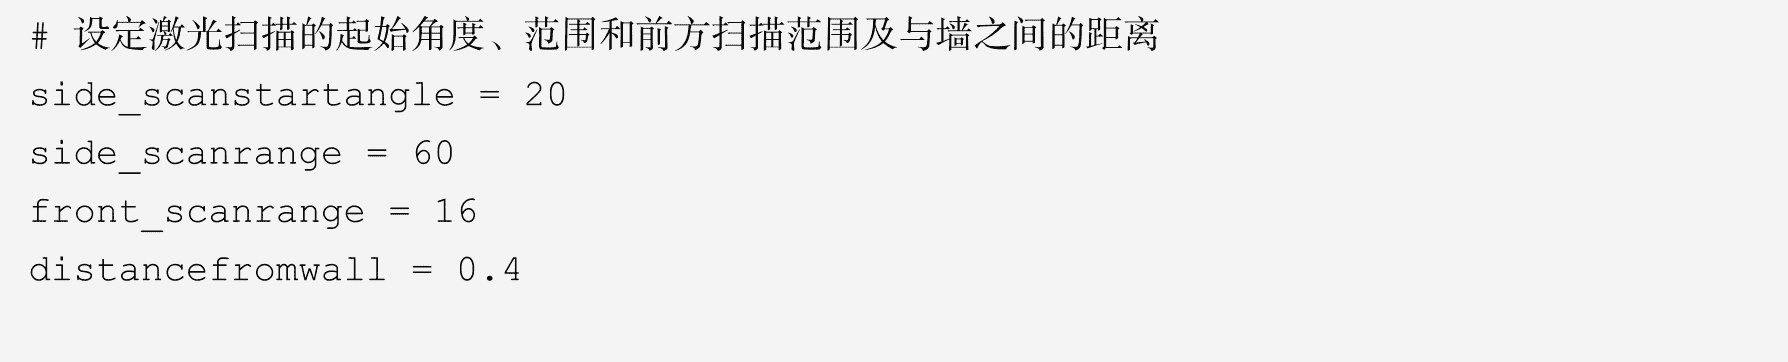 # 设定激光扫描的起始角度、范围和前方扫描范围及与墙之间的距离
side_scanstartangle = 20
side_scanrange = 60
front_scanrange = 16
distancefromwall = 0.4